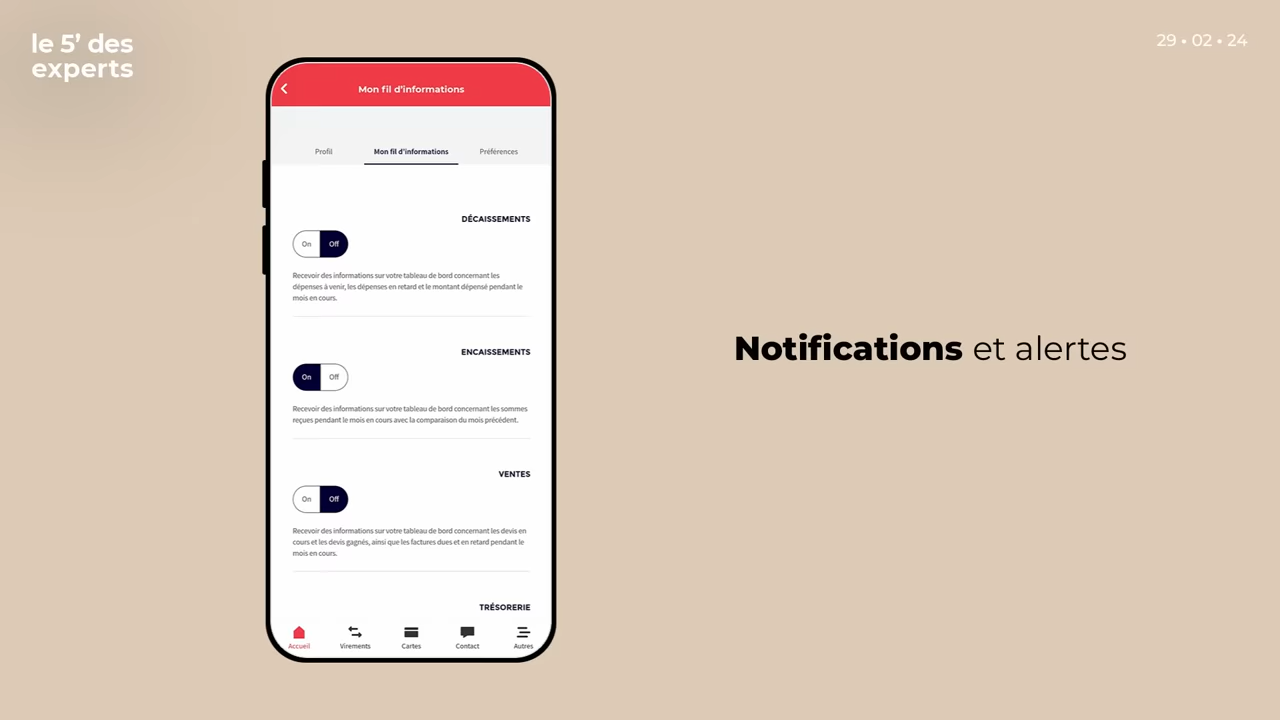 le 5’ des
experts
29 • 02 • 24
Mon fil d’informations
Profil
Mon fil d’informations
Préférences
DÉCAISSEMENTS
On Off
Recevoir des informations sur votre tableau de bord concernant les
dépenses à venir, les dépenses en retard et le montant dépensé pendant le
mois en cours.
ENCAISSEMENTS
On Off
Recevoir des informations sur votre tableau de bord concernant les sommes
reçues pendant le mois en cours avec la comparaison du mois précédent.
VENTES
On Off
Recevoir des informations sur votre tableau de bord concernant les devis en
cours et les devis gagnés, ainsi que les factures dues et en retard pendant le
mois en cours.
TRÉSORERIE
Accueil
Virements
Cartes
Contact
Autres
Notifications et alertes